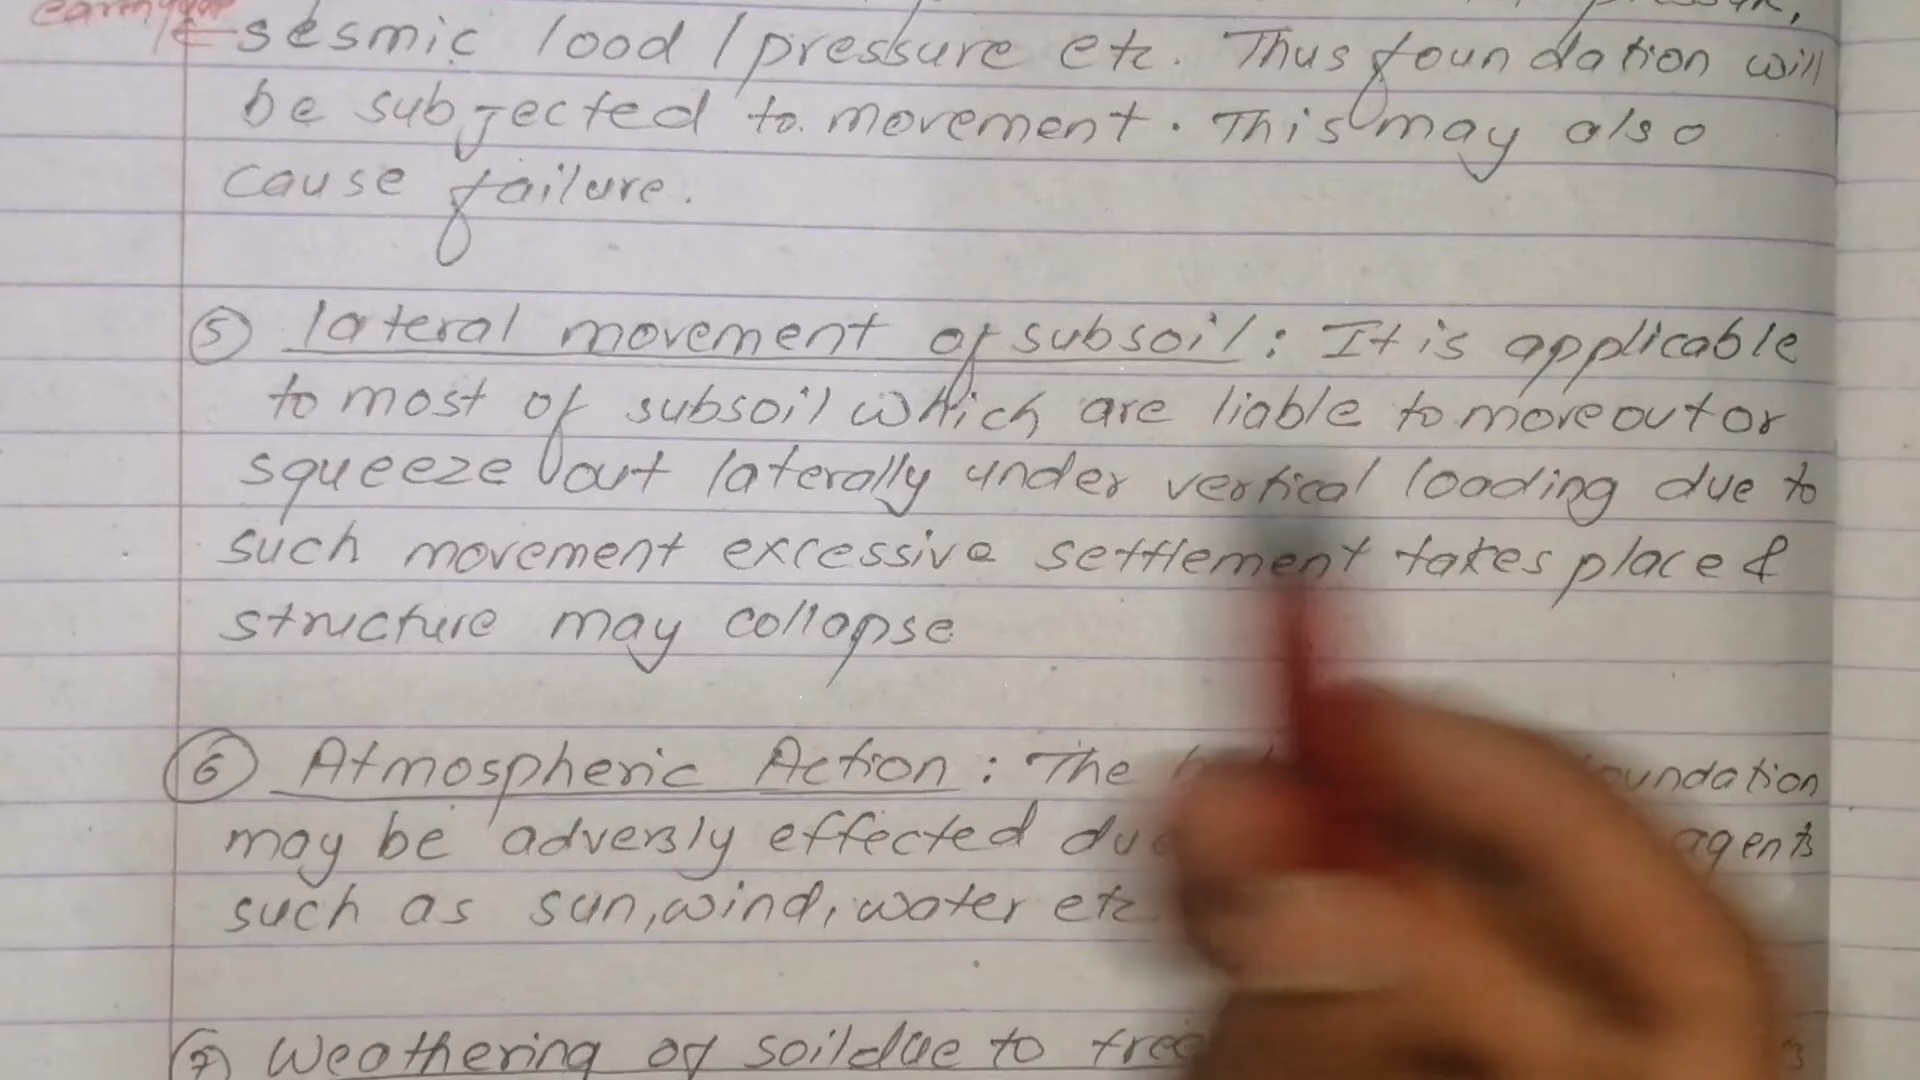 sesmic load / pressure etc. Thus foundation will
be subjected to movement. This may also
cause failure.
⑤ lateral movement of subsoil : It is applicable
to most of subsoil which are liable to move out or
squeeze out laterally under vertical loading due to
such movement excessive settlement takes place &
structure may collapse
⑥ Atmospheric Action : The foundation
may be adversly effected due agents
such as sun, wind, water etc
⑦ Weathering of soil due to